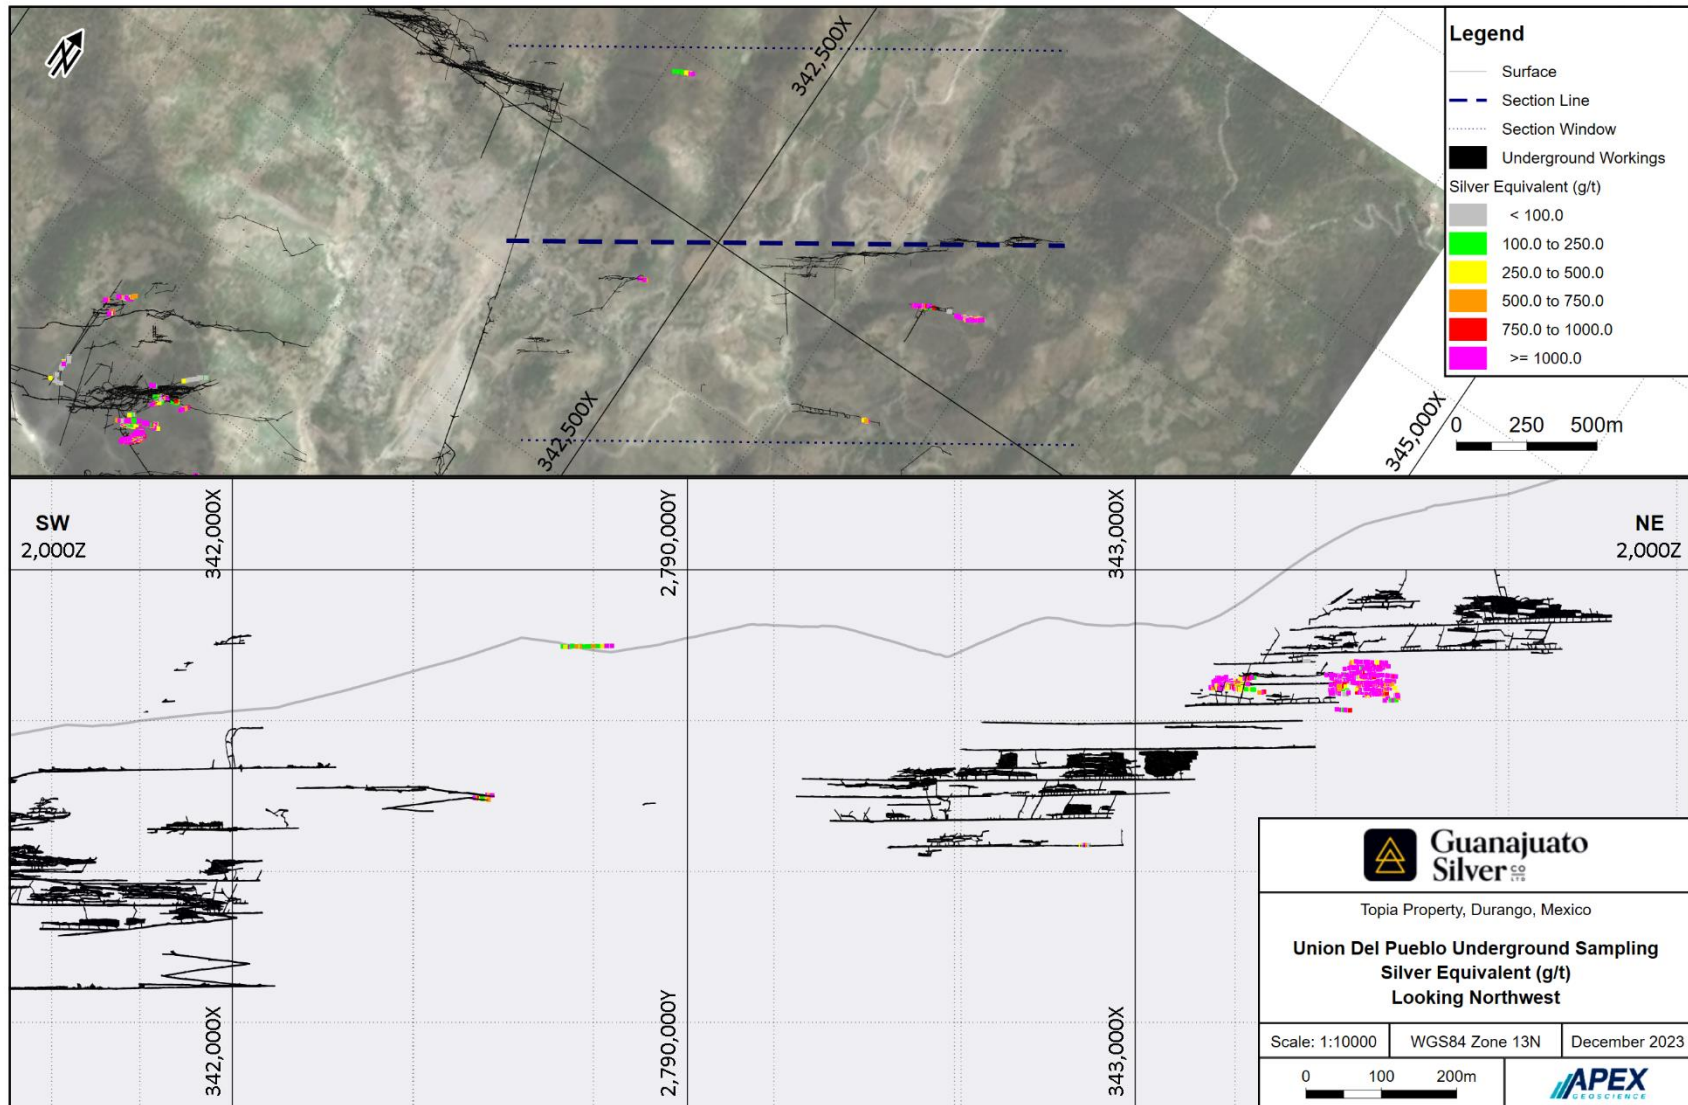 N
342,500X
342,500X
345,000X
Legend
Surface
Section Line
Section Window
Underground Workings
Silver Equivalent (g/t)
< 100.0
100.0 to 250.0
250.0 to 500.0
500.0 to 750.0
750.0 to 1000.0
>= 1000.0
0 250 500m
SW
2,000Z
342,000X
2,790,000Y
343,000X
NE
2,000Z
342,000X
2,790,000Y
343,000X
Guanajuato
Silver CO LTD
Topia Property, Durango, Mexico
Union Del Pueblo Underground Sampling
Silver Equivalent (g/t)
Looking Northwest
Scale: 1:10000 WGS84 Zone 13N December 2023
0 100 200m
APEX
GEOSCIENCE